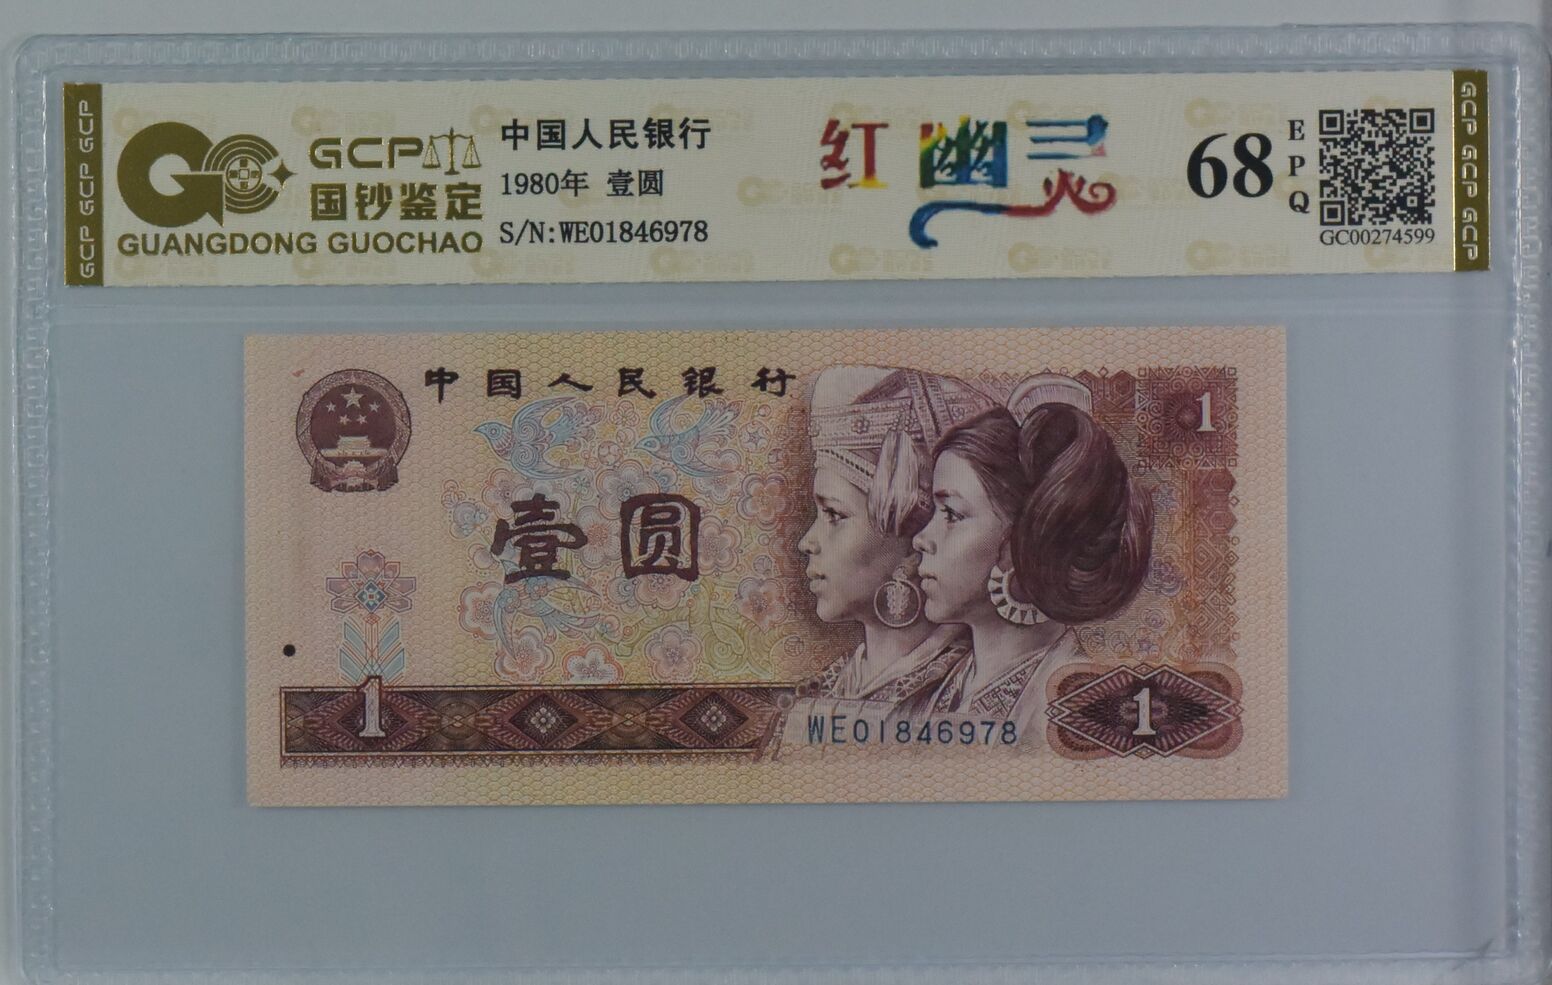 GCP GCP GCP
GCP
国钞鉴定
GUANGDONG GUOCHAO
中国人民银行
1980年 壹圆
S/N:WE01846978
红幽灵
68
EPQ
GC00274599
GCP GCP GCP
中国人民银行
1
壹圆
1
WE01846978
1